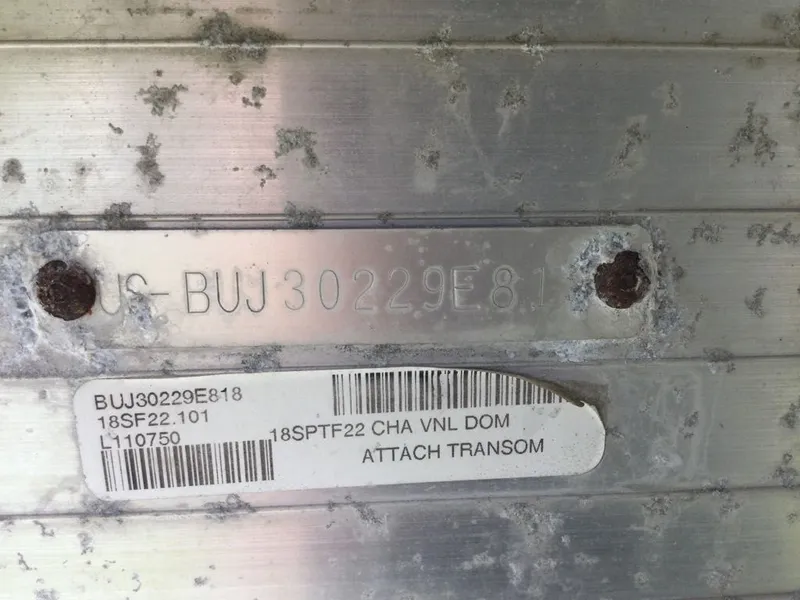 US-BUJ30229E81
BUJ30229E818
18SF22.101
L110750
18SPTF22 CHA VNL DOM
ATTACH TRANSOM